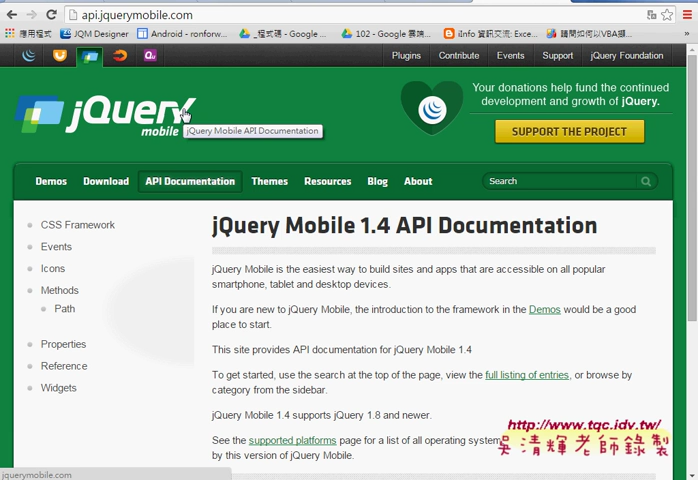 api.jquerymobile.com
應用程式 JQM Designer Android - ronforw... _程式碼 - Google ... 102 - Google 雲端... iInfo 資訊交流: Exce... 請問如何以VBA擷...
Plugins Contribute Events Support jQuery Foundation
jQuery
mobile
jQuery Mobile API Documentation
Your donations help fund the continued
development and growth of jQuery.
SUPPORT THE PROJECT
Demos Download API Documentation Themes Resources Blog About Search
CSS Framework
Events
Icons
Methods
Path
Properties
Reference
Widgets
jQuery Mobile 1.4 API Documentation
jQuery Mobile is the easiest way to build sites and apps that are accessible on all popular
smartphone, tablet and desktop devices.
If you are new to jQuery Mobile, the introduction to the framework in the Demos would be a good
place to start.
This site provides API documentation for jQuery Mobile 1.4
To get started, use the search at the top of the page, view the full listing of entries, or browse by
category from the sidebar.
jQuery Mobile 1.4 supports jQuery 1.8 and newer.
See the supported platforms page for a list of all operating system
by this version of jQuery Mobile.
http://www.tqc.idv.tw/
吳清輝老師錄製
jquerymobile.com